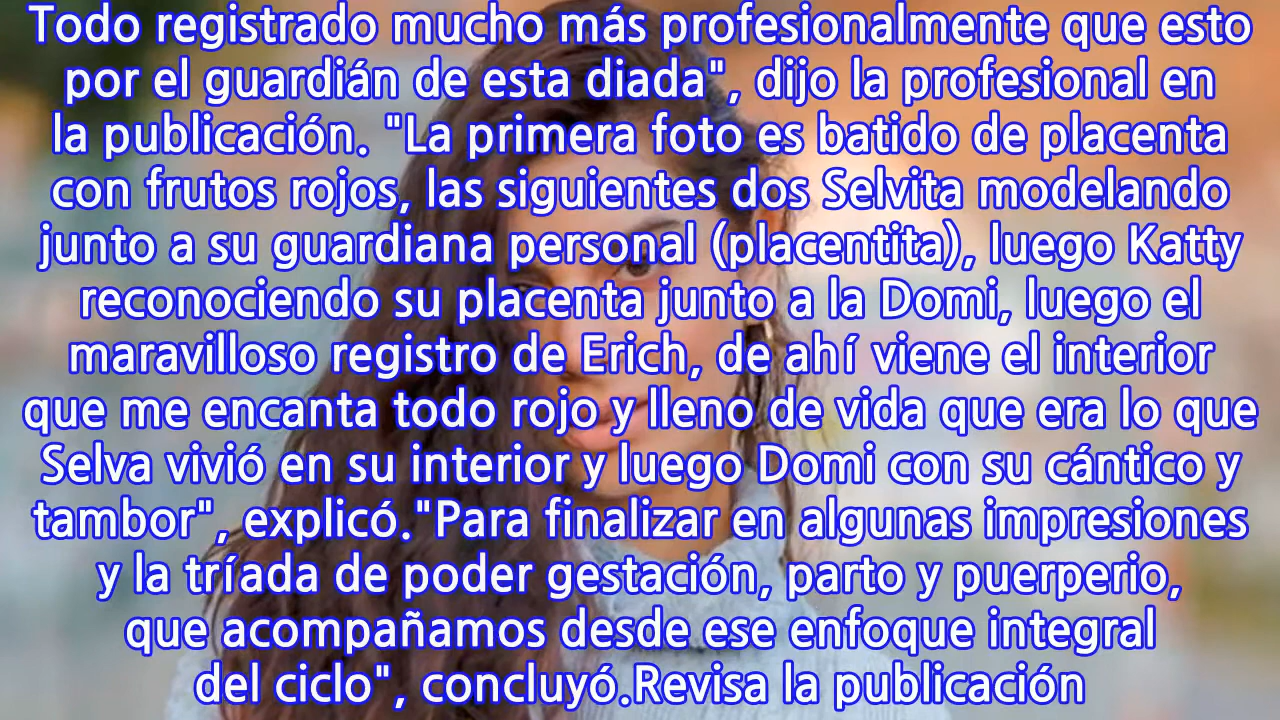 Todo registrado mucho más profesionalmente que esto
por el guardián de esta diada", dijo la profesional en
la publicación. "La primera foto es batido de placenta
con frutos rojos, las siguientes dos Selvita modelando
junto a su guardiana personal (placentita), luego Katty
reconociendo su placenta junto a la Domi, luego el
maravilloso registro de Erich, de ahí viene el interior
que me encanta todo rojo y lleno de vida que era lo que
Selva vivió en su interior y luego Domi con su cántico y
tambor", explicó."Para finalizar en algunas impresiones
y la tríada de poder gestación, parto y puerperio,
que acompañamos desde ese enfoque integral
del ciclo", concluyó.Revisa la publicación